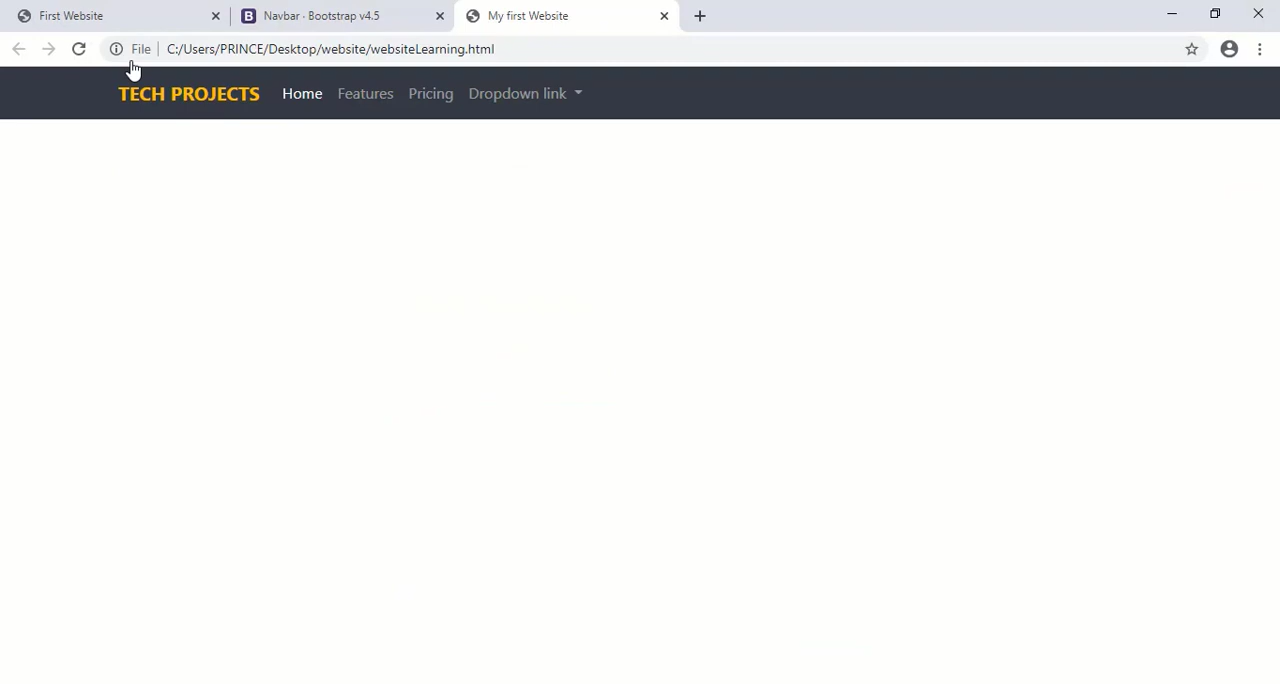 First Website
Navbar · Bootstrap v4.5
My first Website
File
C:/Users/PRINCE/Desktop/website/websiteLearning.html
TECH PROJECTS Home Features Pricing Dropdown link